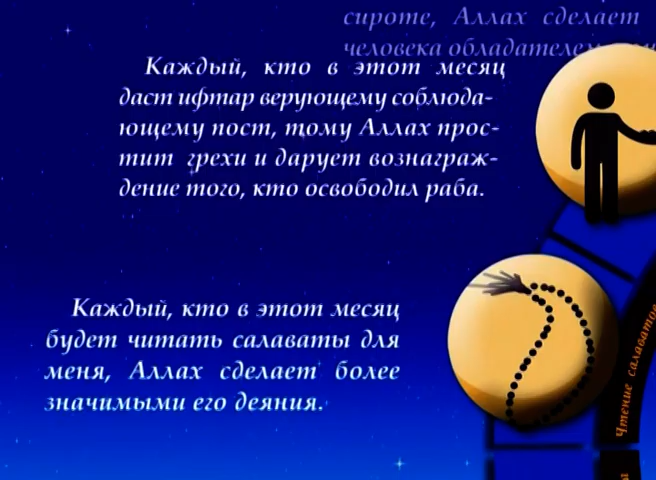 сироте, Аллах сделает
человека обладателем
Каждый, кто в этот месяц
даст ифтар верующему соблюда-
ющему пост, тому Аллах прос-
тит грехи и дарует вознаграж-
дение того, кто освободил раба.
Каждый, кто в этот месяц
будет читать салаваты для
меня, Аллах сделает более
значимыми его деяния.
Чтение салаватов